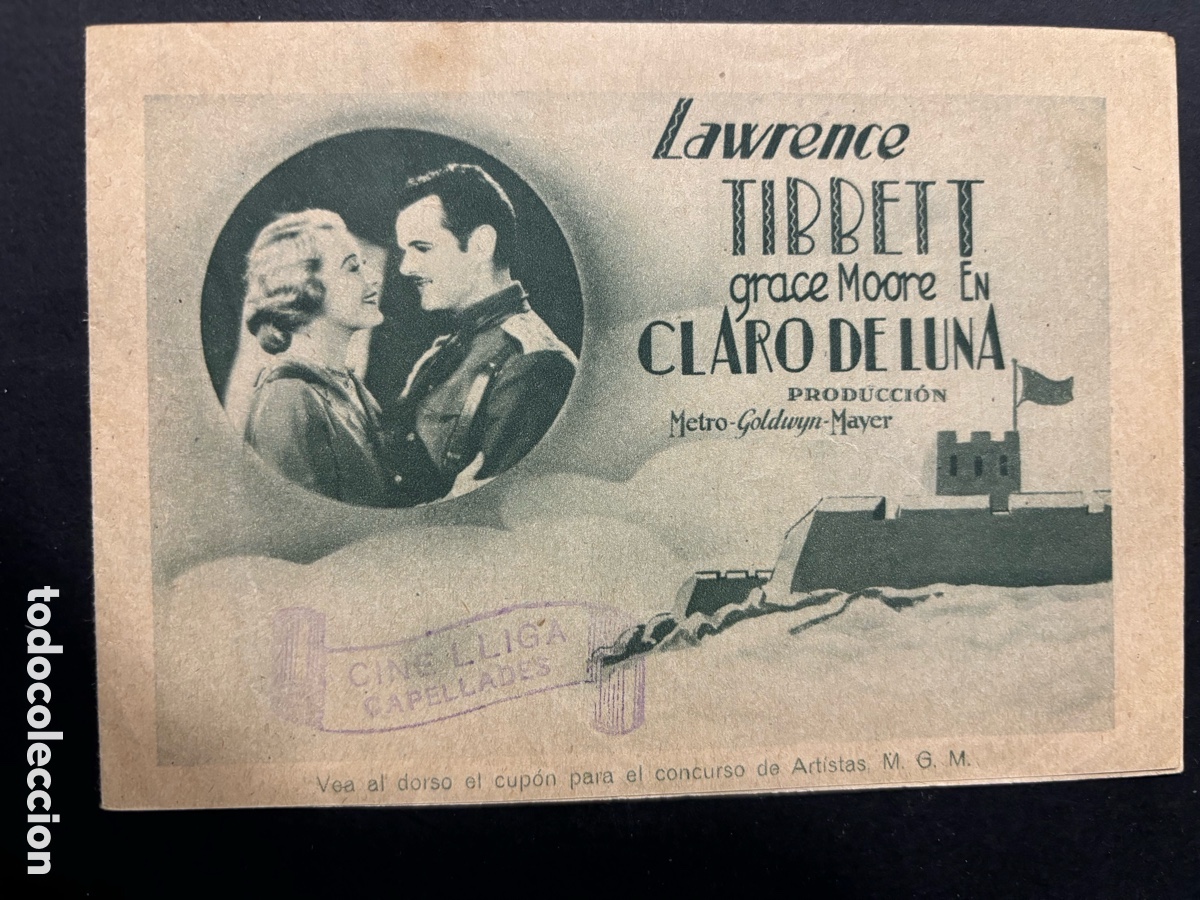 Lawrence
TIBBETT
grace Moore EN
CLARO DE LUNA
PRODUCCIÓN
Metro-Goldwyn-Mayer
CINE LLIGA
CAPELLADES
Vea al dorso el cupón para el concurso de Artístas. M. G. M.
todocoleccion